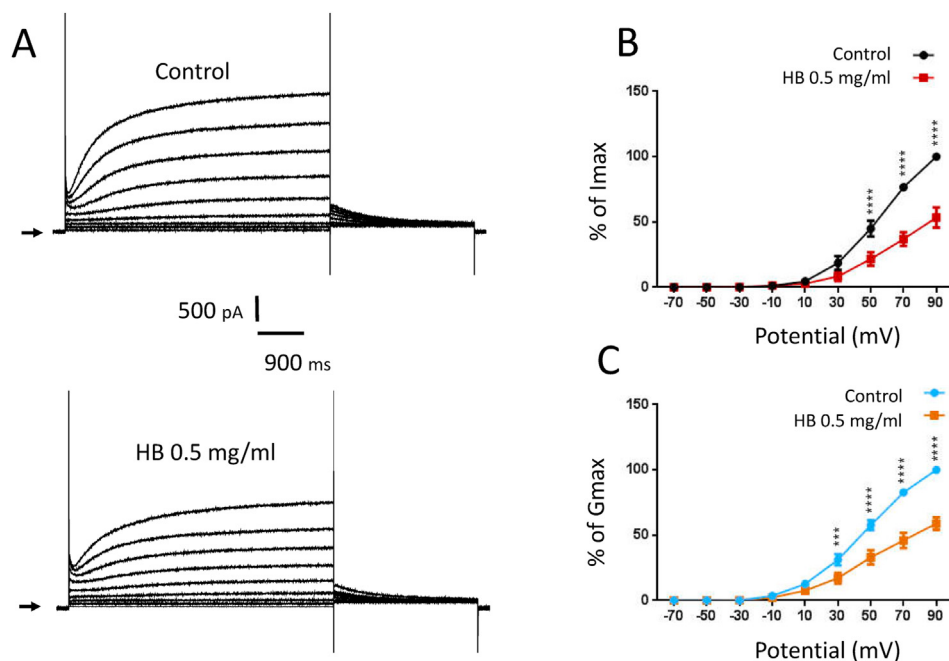 A
Control
500 pA
900 ms
HB 0.5 mg/ml
B
Control
HB 0.5 mg/ml
% of Imax
150
100
50
0
****
****
****
-70 -50 -30 -10 10 30 50 70 90
Potential (mV)
C
Control
HB 0.5 mg/ml
% of Gmax
150
100
50
0
***
****
****
****
-70 -50 -30 -10 10 30 50 70 90
Potential (mV)